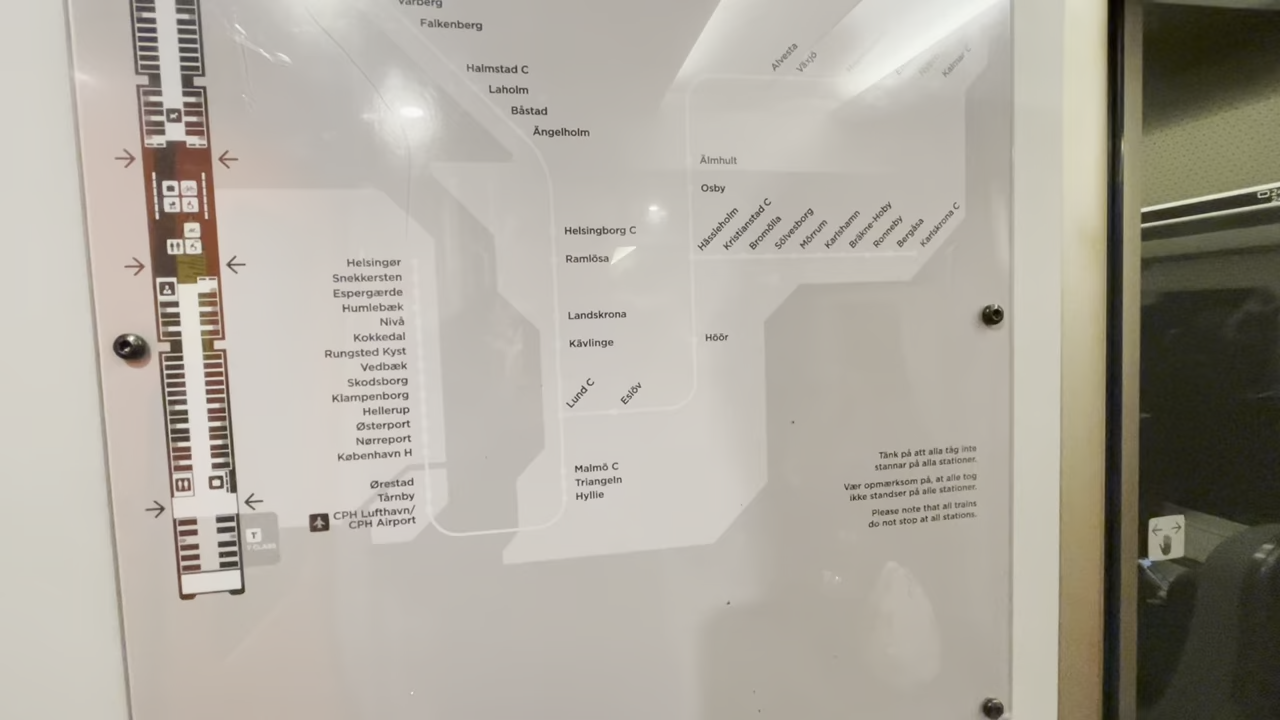 Varberg
Falkenberg
Halmstad C
Laholm
Båstad
Ängelholm
Alvesta
Växjö
Kalmar C
Älmhult
Osby
Hässleholm
Kristianstad C
Bromölla
Sölvesborg
Mörrum
Karlshamn
Bräkne-Hoby
Ronneby
Bergåsa
Karlskrona C
Helsingborg C
Ramlösa
Landskrona
Kävlinge
Höör
Lund C
Eslöv
Malmö C
Triangeln
Hyllie
Helsingør
Snekkersten
Espergærde
Humlebæk
Nivå
Kokkedal
Rungsted Kyst
Vedbæk
Skodsborg
Klampenborg
Hellerup
Østerport
Nørreport
København H
Ørestad
Tårnby
CPH Lufthavn/
CPH Airport
Tänk på att alla tåg inte
stannar på alla stationer.
Vær opmærksom på, at alle tog
ikke standser på alle stationer.
Please note that all trains
do not stop at all stations.